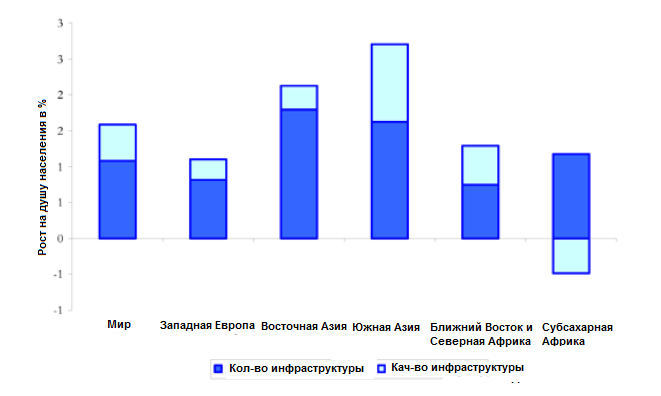 Рост на душу населения в %
3
3
2
2
1
1
0
-1
-1
Мир
Западная Европа
Восточная Азия
Южная Азия
Ближний Восток и
Северная Африка
Субсахарная
Африка
Кол-во инфраструктуры
Кач-во инфраструктуры